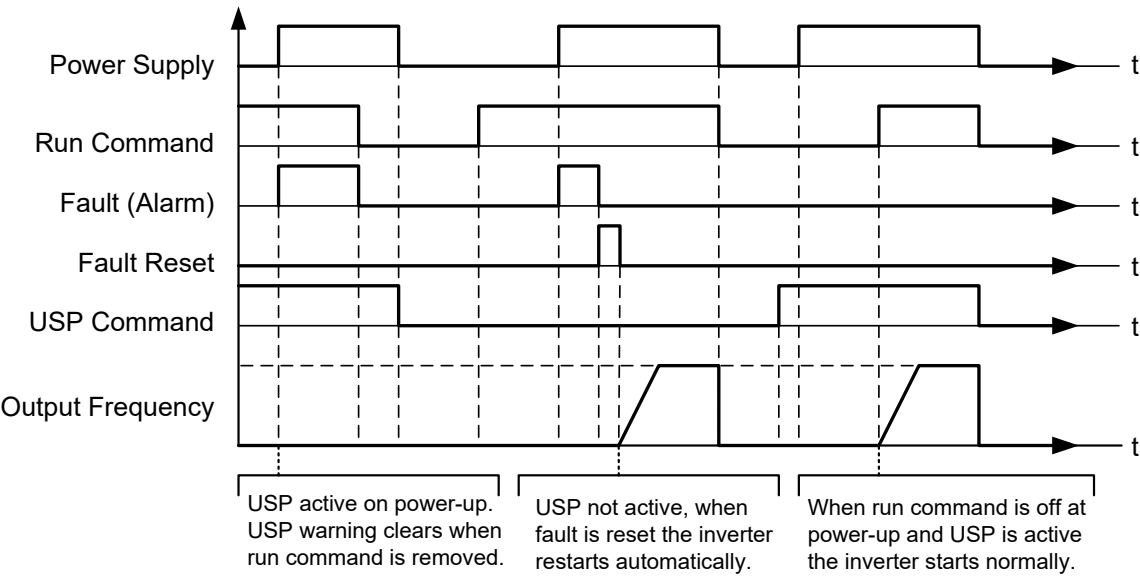 Power Supply
t
Run Command
t
Fault (Alarm)
t
Fault Reset
t
USP Command
t
Output Frequency
t
USP active on power-up.
USP warning clears when
run command is removed.
USP not active, when
fault is reset the inverter
restarts automatically.
When run command is off at
power-up and USP is active
the inverter starts normally.